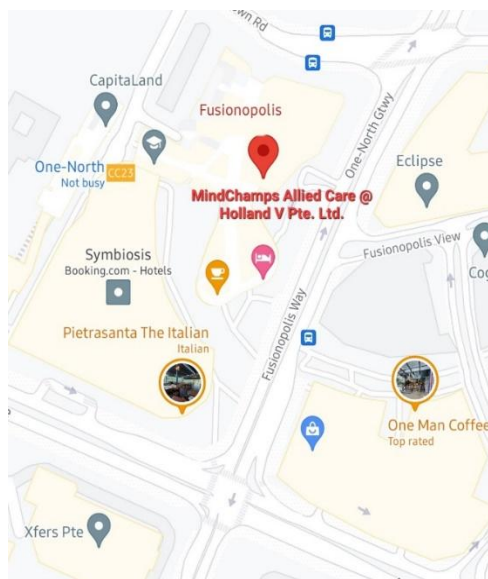 wn Rd
CapitaLand
Fusionopolis
One-North Gtwy
One-North
Not busy
CC23
Eclipse
MindChamps Allied Care @
Holland V Pte. Ltd.
Fusionopolis View
Symbiosis
Booking.com - Hotels
Cog
Fusionopolis Way
Pietrasanta The Italian
Italian
One Man Coffee
Top rated
Xfers Pte